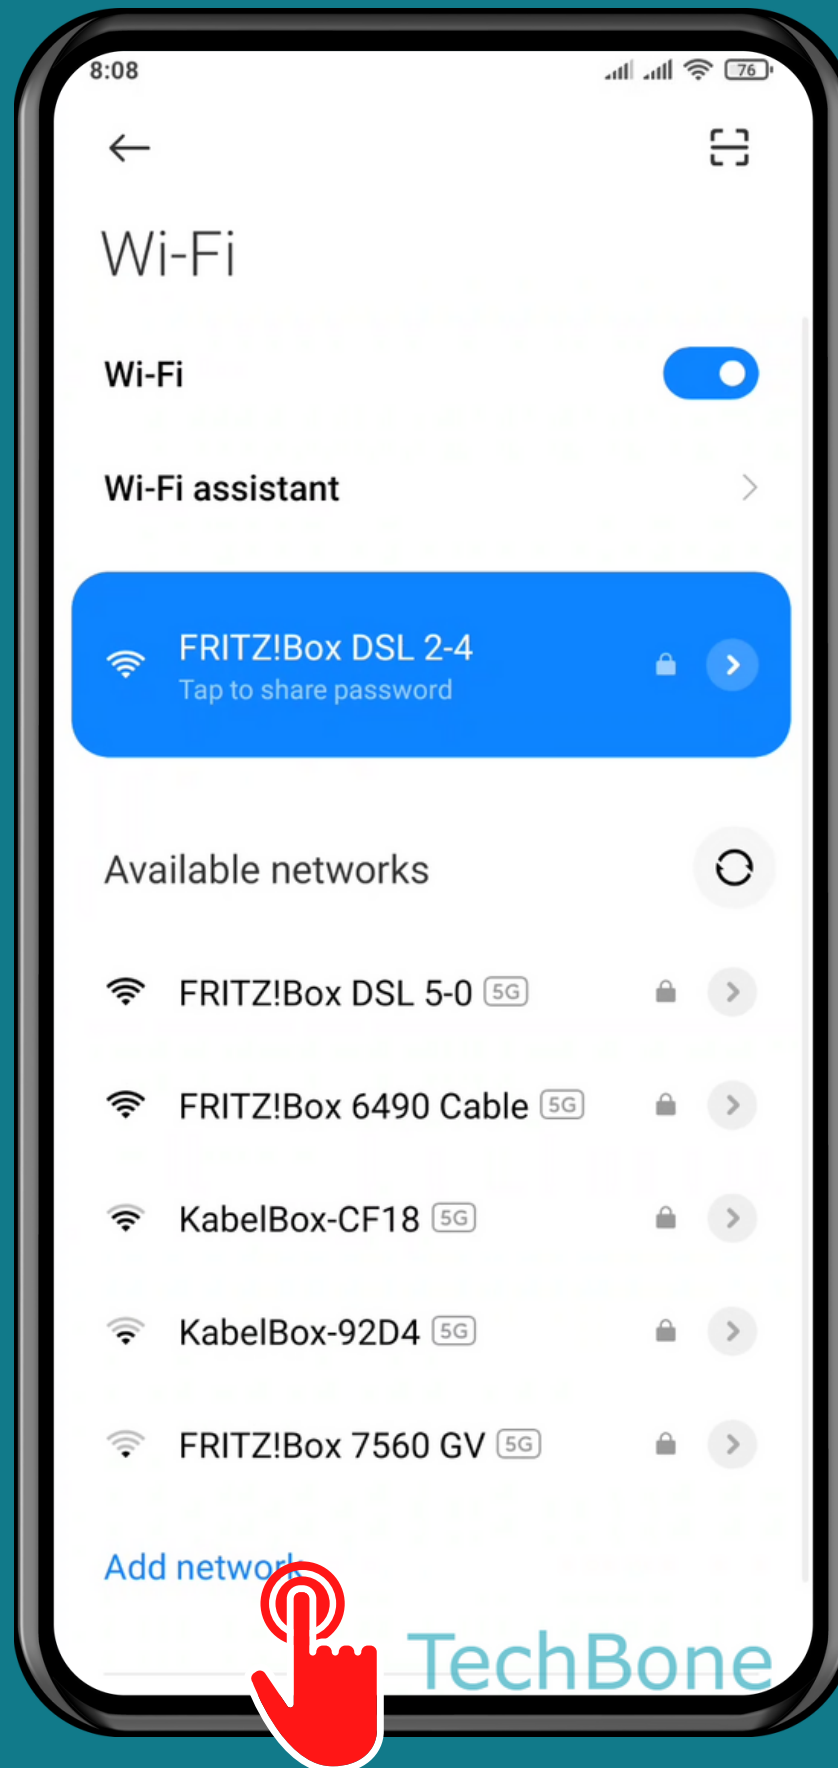 8:08
76
Wi-Fi
Wi-Fi
Wi-Fi assistant
FRITZ!Box DSL 2-4
Tap to share password
Available networks
FRITZ!Box DSL 5-0 5G
FRITZ!Box 6490 Cable 5G
KabelBox-CF18 5G
KabelBox-92D4 5G
FRITZ!Box 7560 GV 5G
Add network
TechBone